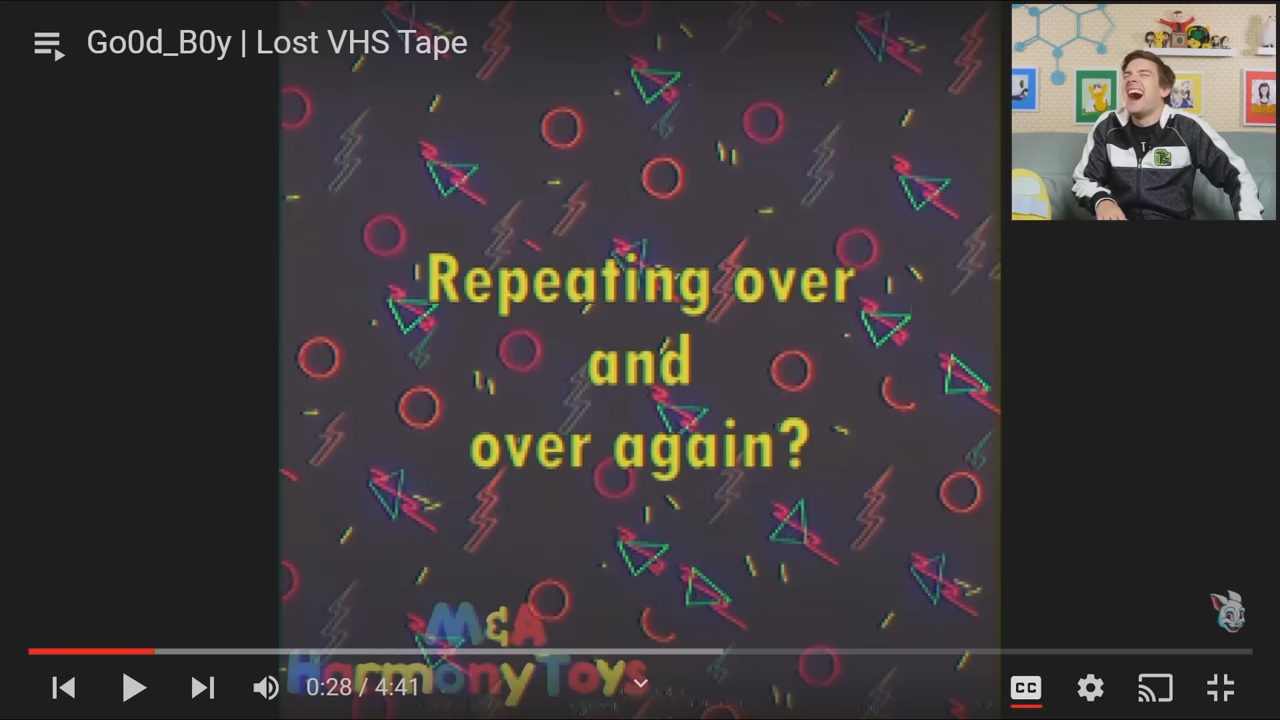 Go0d_B0y | Lost VHS Tape
Repeating over
and
over again?
M&A
HarmonyToys
0:28 / 4:41
CC